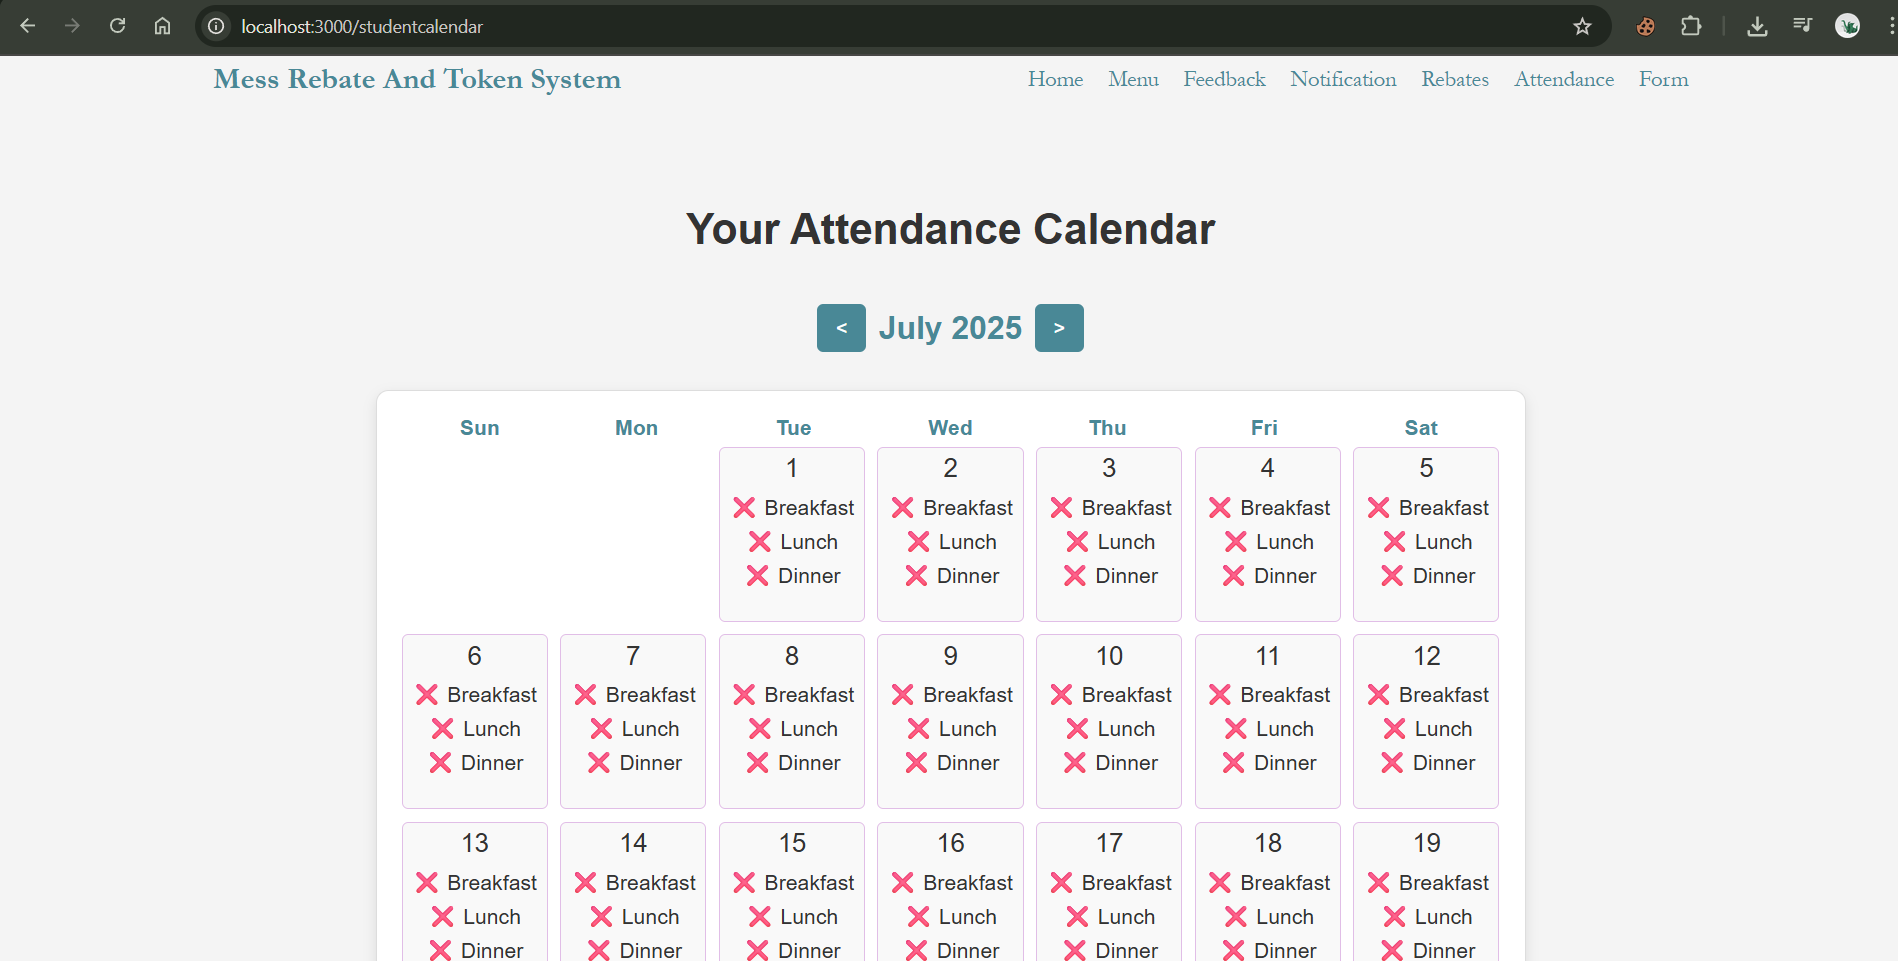 localhost:3000/studentcalendar
Mess Rebate And Token System Home Menu Feedback Notification Rebates Attendance Form
Your Attendance Calendar
< July 2025 >
Sun Mon Tue Wed Thu Fri Sat
1 2 3 4 5
❌ Breakfast ❌ Breakfast ❌ Breakfast ❌ Breakfast ❌ Breakfast
❌ Lunch ❌ Lunch ❌ Lunch ❌ Lunch ❌ Lunch
❌ Dinner ❌ Dinner ❌ Dinner ❌ Dinner ❌ Dinner
6 7 8 9 10 11 12
❌ Breakfast ❌ Breakfast ❌ Breakfast ❌ Breakfast ❌ Breakfast ❌ Breakfast ❌ Breakfast
❌ Lunch ❌ Lunch ❌ Lunch ❌ Lunch ❌ Lunch ❌ Lunch ❌ Lunch
❌ Dinner ❌ Dinner ❌ Dinner ❌ Dinner ❌ Dinner ❌ Dinner ❌ Dinner
13 14 15 16 17 18 19
❌ Breakfast ❌ Breakfast ❌ Breakfast ❌ Breakfast ❌ Breakfast ❌ Breakfast ❌ Breakfast
❌ Lunch ❌ Lunch ❌ Lunch ❌ Lunch ❌ Lunch ❌ Lunch ❌ Lunch
❌ Dinner ❌ Dinner ❌ Dinner ❌ Dinner ❌ Dinner ❌ Dinner ❌ Dinner